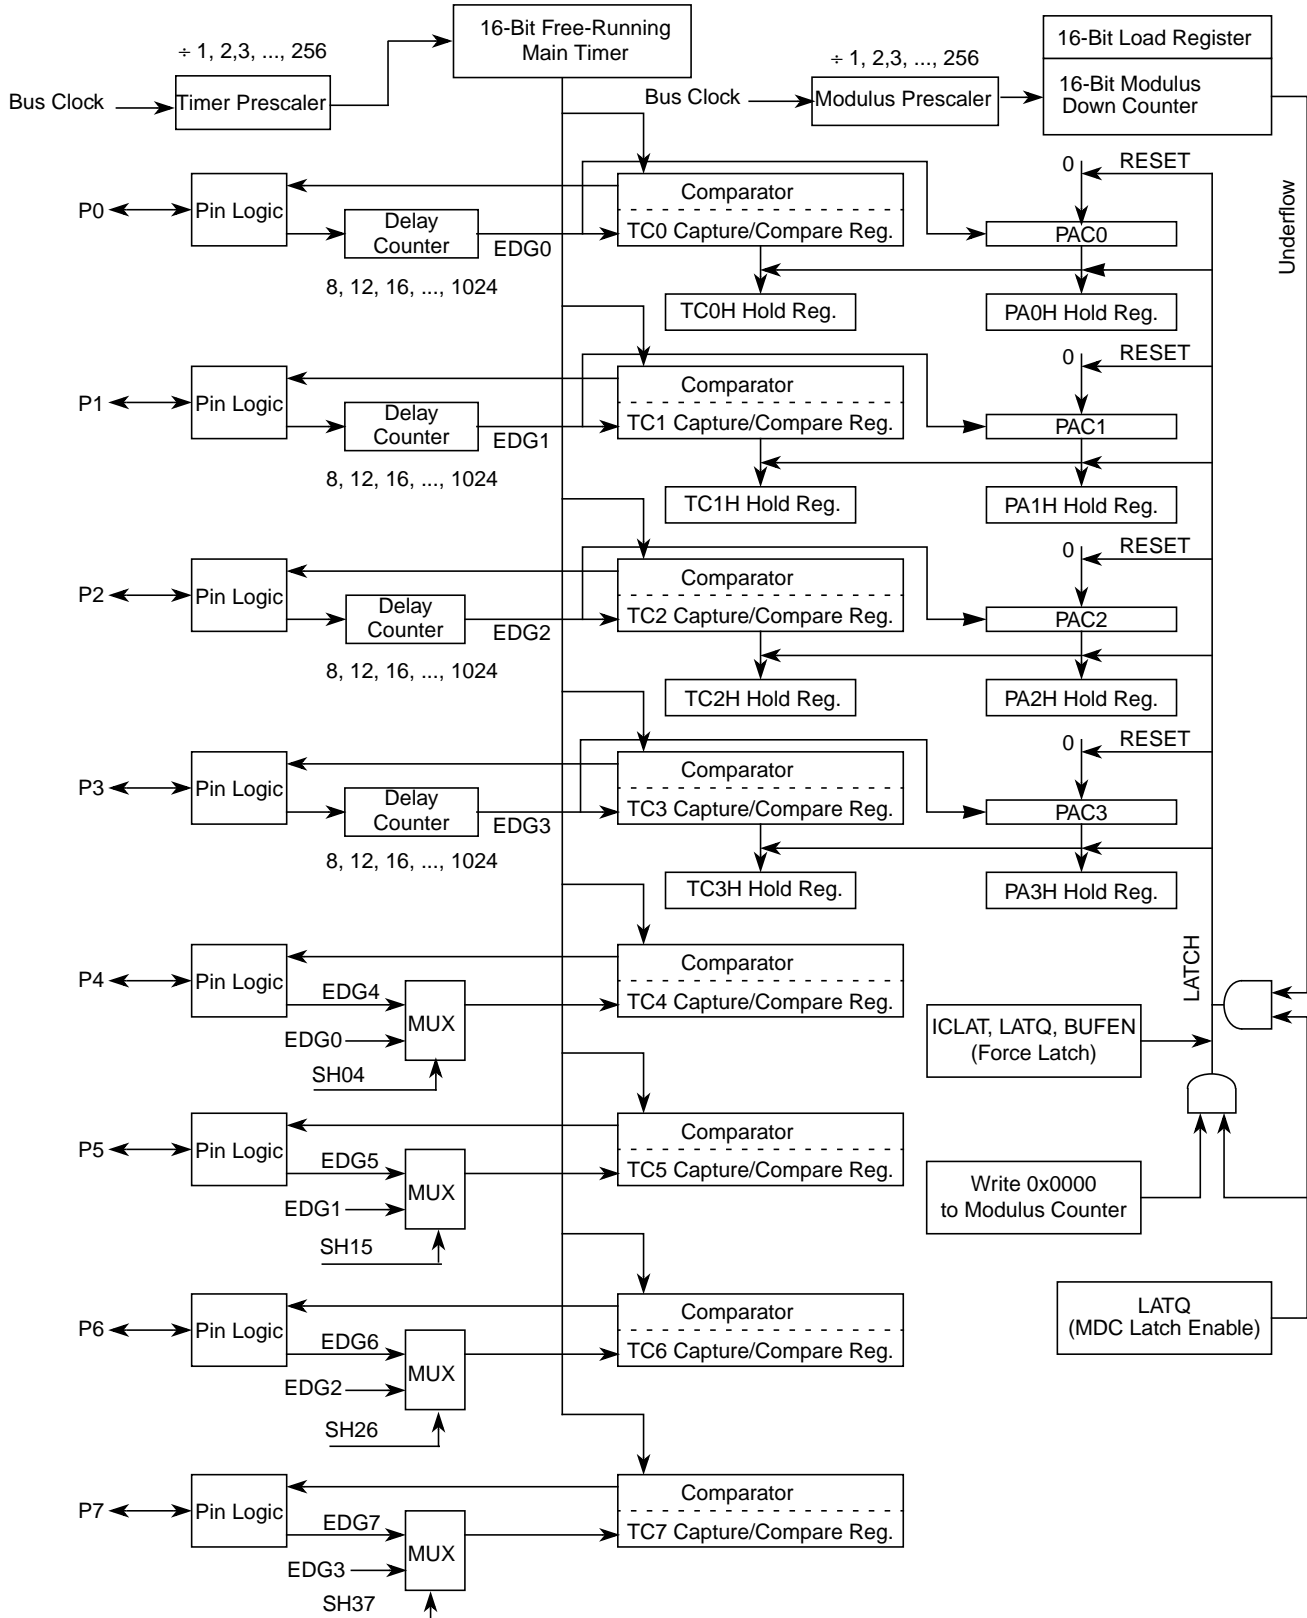 16-Bit Free-Running
Main Timer
16-Bit Load Register
÷ 1, 2,3, ..., 256
÷ 1, 2,3, ..., 256
Bus Clock
Timer Prescaler
Bus Clock
Modulus Prescaler
16-Bit Modulus
Down Counter
0
RESET
Underflow
P0
Pin Logic
Comparator
Delay
Counter
EDG0
TC0 Capture/Compare Reg.
PAC0
8, 12, 16, ..., 1024
TC0H Hold Reg.
PA0H Hold Reg.
0
RESET
P1
Pin Logic
Comparator
Delay
Counter
EDG1
TC1 Capture/Compare Reg.
PAC1
8, 12, 16, ..., 1024
TC1H Hold Reg.
PA1H Hold Reg.
0
RESET
P2
Pin Logic
Comparator
Delay
Counter
EDG2
TC2 Capture/Compare Reg.
PAC2
8, 12, 16, ..., 1024
TC2H Hold Reg.
PA2H Hold Reg.
0
RESET
P3
Pin Logic
Comparator
Delay
Counter
EDG3
TC3 Capture/Compare Reg.
PAC3
8, 12, 16, ..., 1024
TC3H Hold Reg.
PA3H Hold Reg.
LATCH
P4
Pin Logic
Comparator
EDG4
MUX
TC4 Capture/Compare Reg.
EDG0
SH04
ICLAT, LATQ, BUFEN
(Force Latch)
P5
Pin Logic
Comparator
EDG5
MUX
TC5 Capture/Compare Reg.
EDG1
SH15
Write 0x0000
to Modulus Counter
P6
Pin Logic
Comparator
EDG6
MUX
TC6 Capture/Compare Reg.
EDG2
SH26
LATQ
(MDC Latch Enable)
P7
Pin Logic
Comparator
EDG7
MUX
TC7 Capture/Compare Reg.
EDG3
SH37